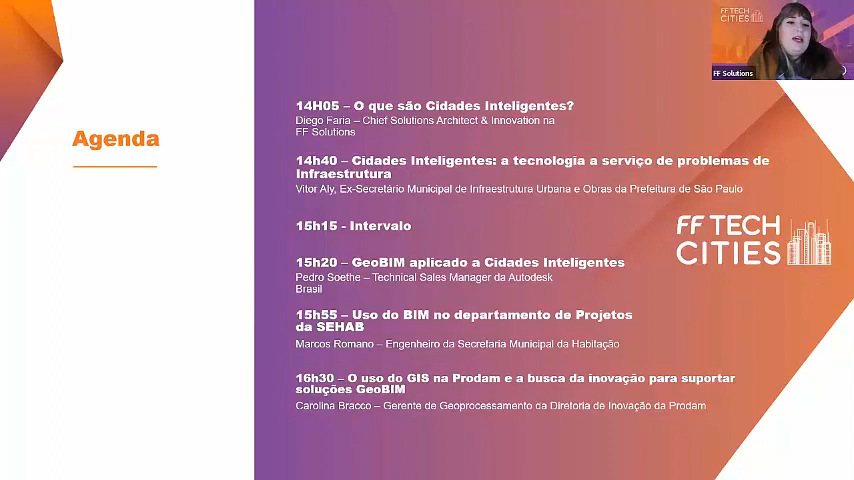 FF TECH
CITIES
FF Solutions
Agenda
14H05 – O que são Cidades Inteligentes?
Diego Faria – Chief Solutions Architect & Innovation na
FF Solutions
14h40 – Cidades Inteligentes: a tecnologia a serviço de problemas de
Infraestrutura
Vitor Aly, Ex-Secretário Municipal de Infraestrutura Urbana e Obras da Prefeitura de São Paulo
15h15 - Intervalo
FF TECH
CITIES
15h20 – GeoBIM aplicado a Cidades Inteligentes
Pedro Soethe – Technical Sales Manager da Autodesk
Brasil
15h55 – Uso do BIM no departamento de Projetos
da SEHAB
Marcos Romano – Engenheiro da Secretaria Municipal da Habitação
16h30 – O uso do GIS na Prodam e a busca da inovação para suportar
soluções GeoBIM
Carolina Bracco – Gerente de Geoprocessamento da Diretoria de Inovação da Prodam